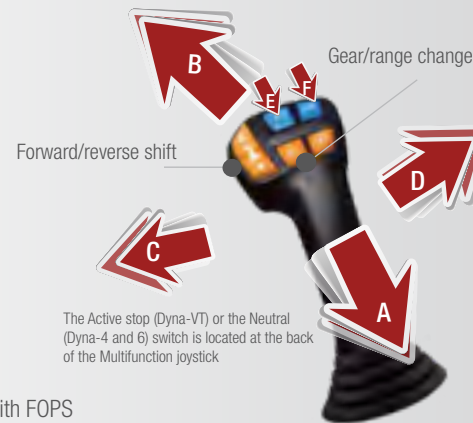 B
E
F
Gear/range change
Forward/reverse shift
D
C
A
The Active stop (Dyna-VT) or the Neutral
(Dyna-4 and 6) switch is located at the back
of the Multifunction joystick
ith FOPS